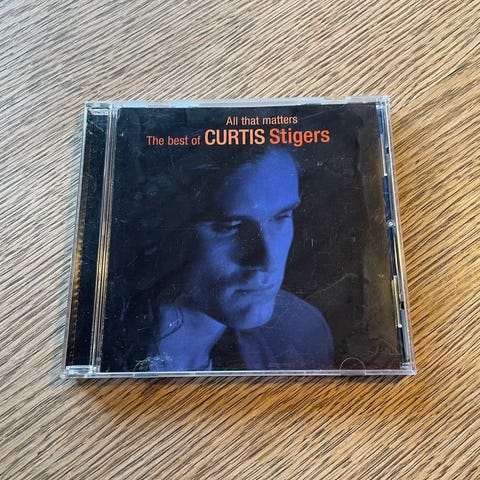 All that matters
The best of CURTIS Stigers